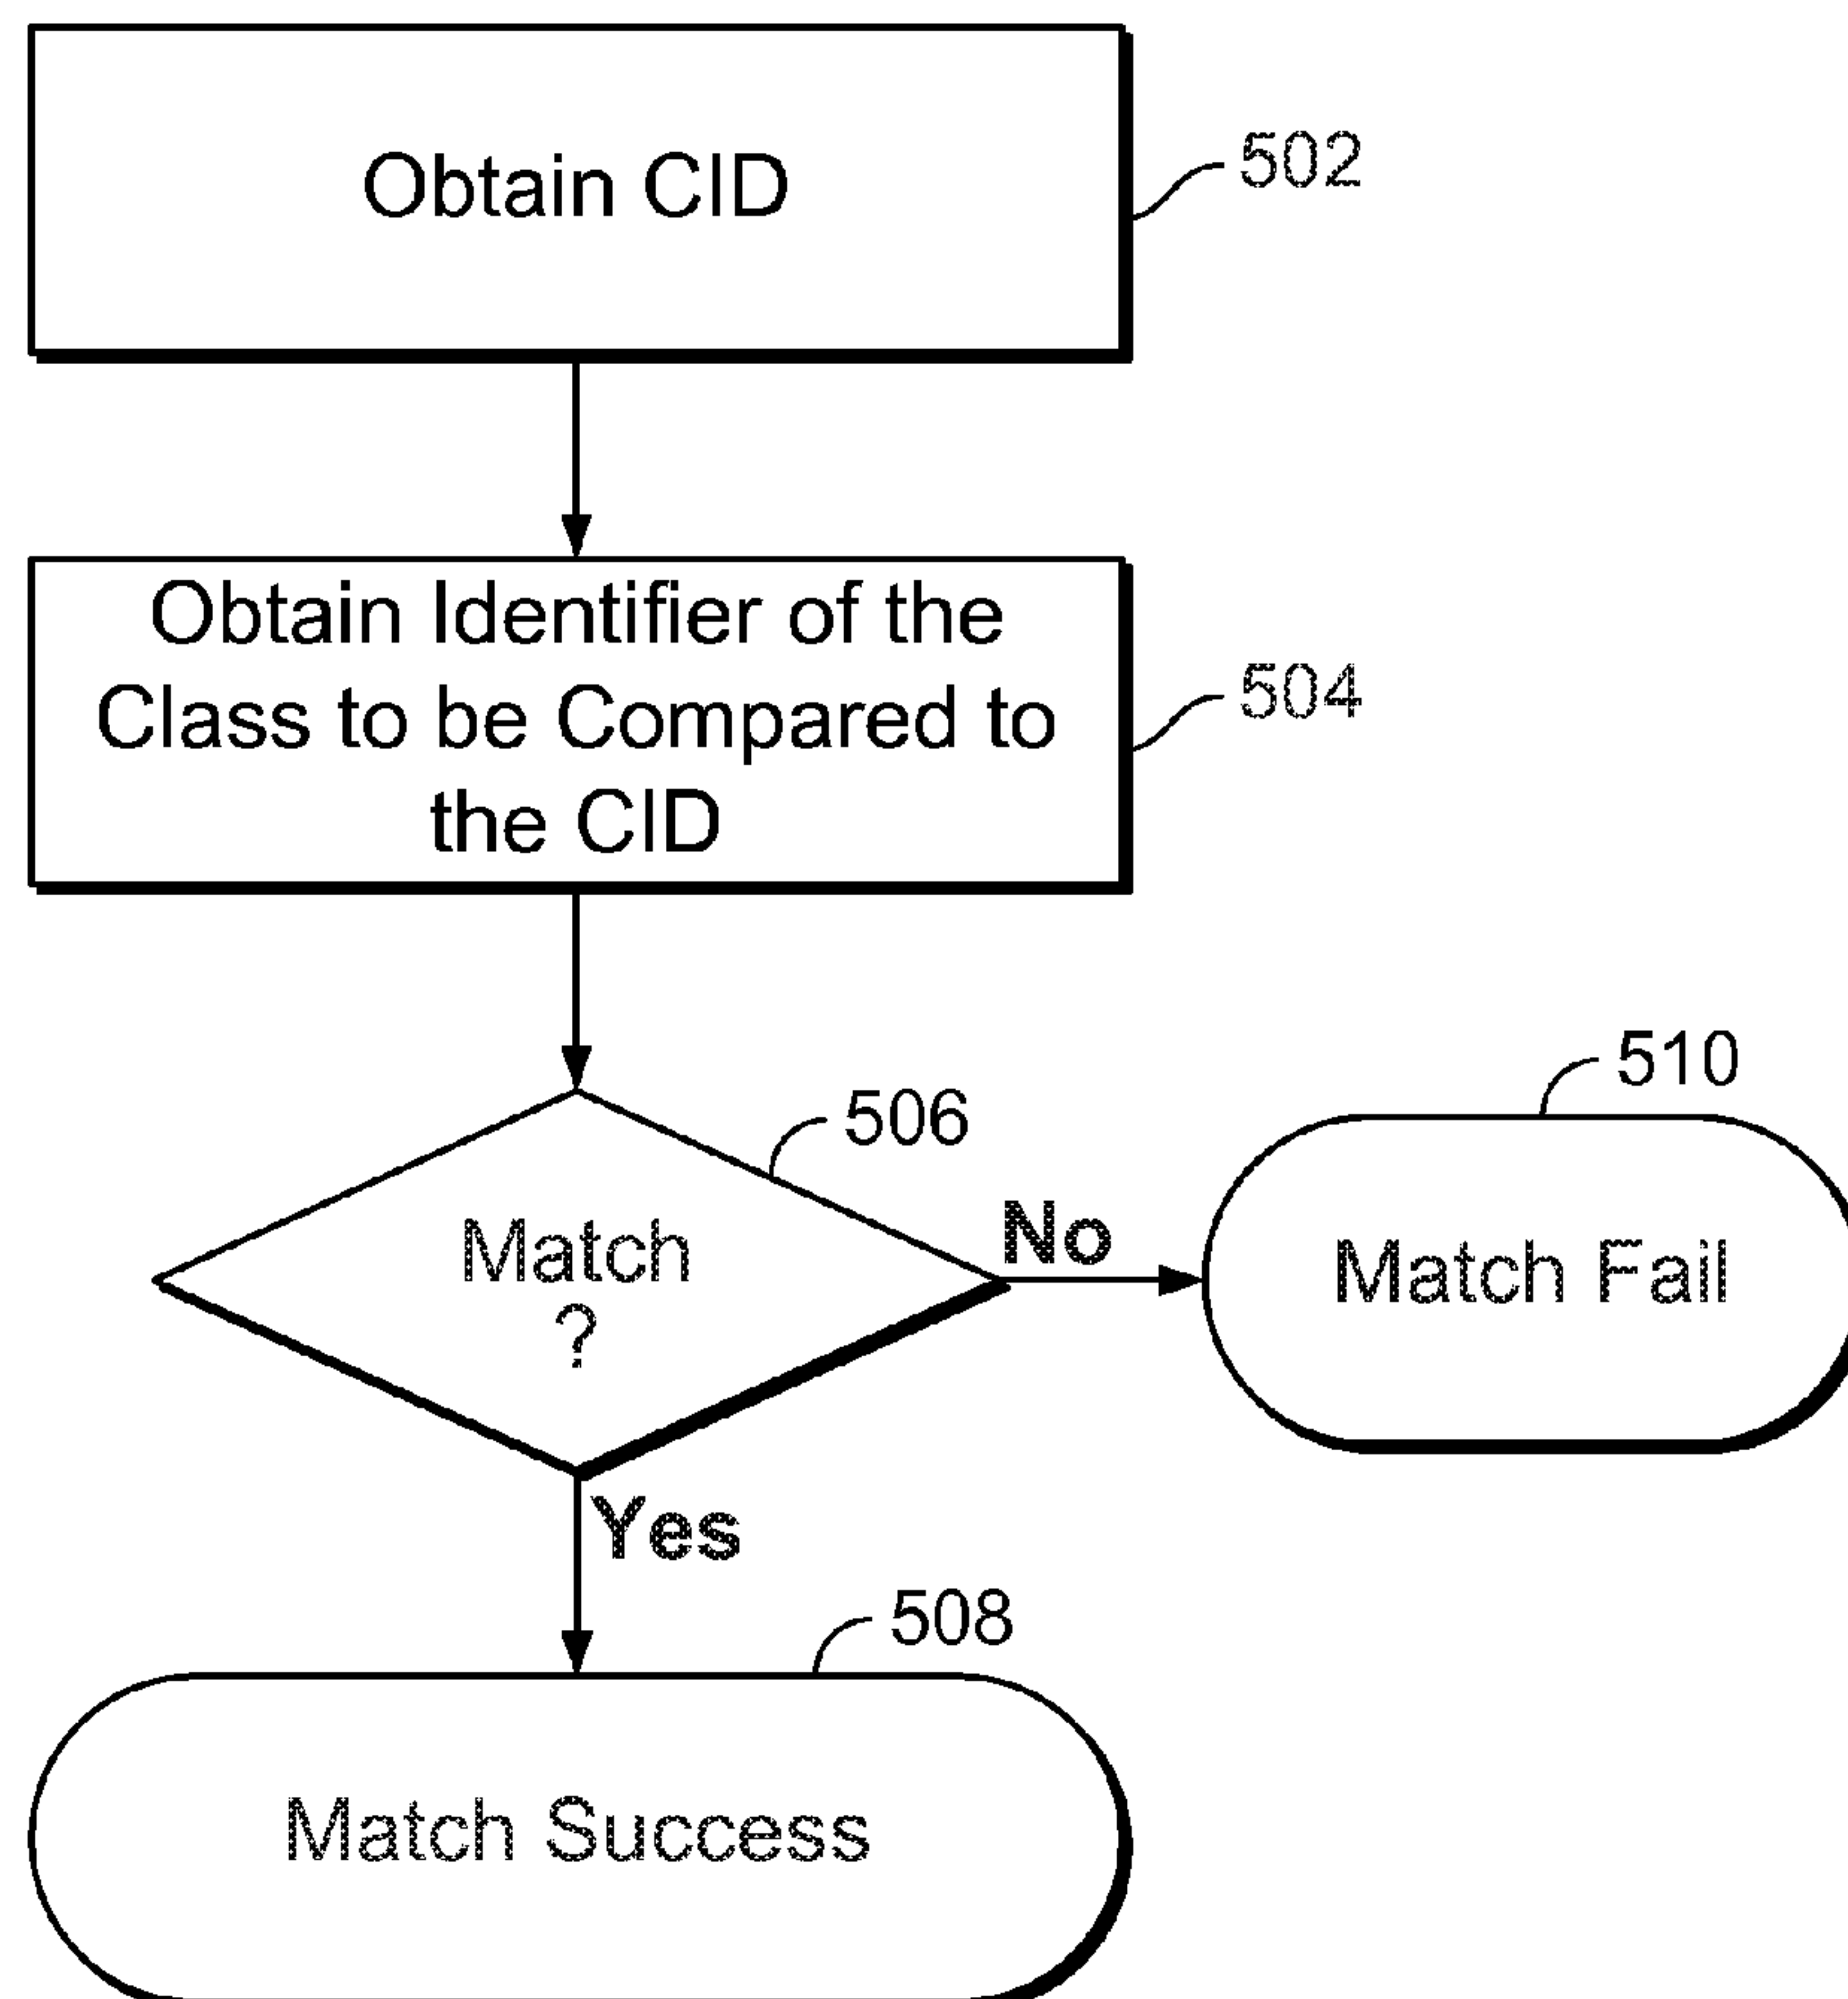 Obtain CID
502
Obtain Identifier of the
Class to be Compared to
the CID
504
506
Match
?
No
510
Match Fail
Yes
508
Match Success